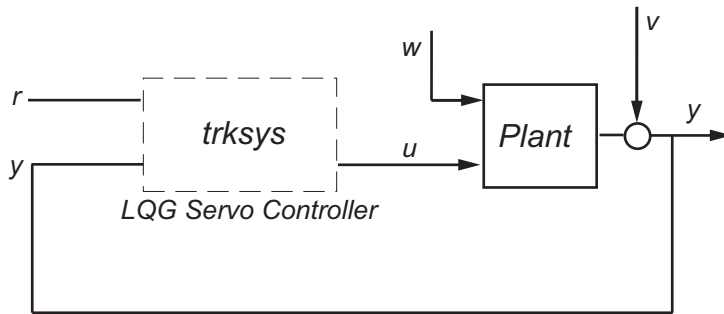 v
w
r
trksys
Plant
y
y
u
LQG Servo Controller